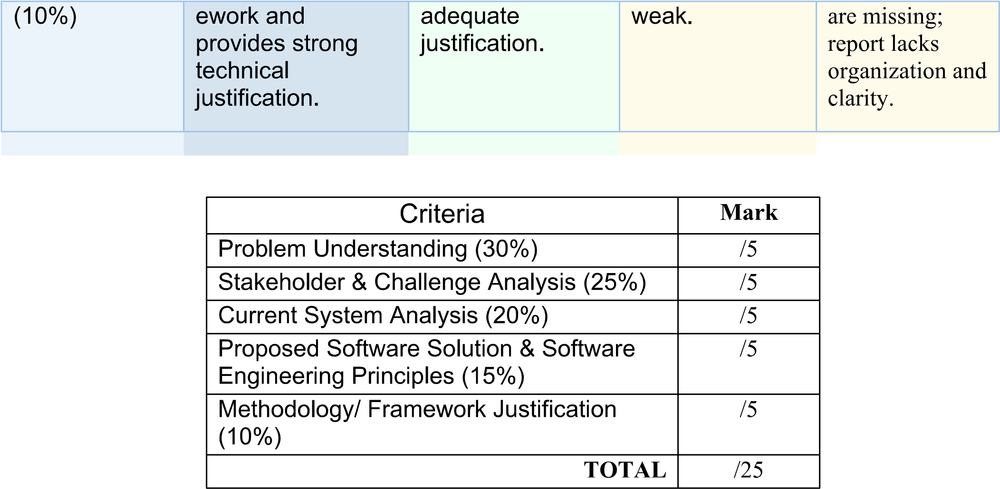 (10%)
ework and
provides strong
technical
justification.
adequate
justification.
weak.
are missing;
report lacks
organization and
clarity.
Criteria
Mark
Problem Understanding (30%)
/5
Stakeholder & Challenge Analysis (25%)
/5
Current System Analysis (20%)
/5
Proposed Software Solution & Software
Engineering Principles (15%)
/5
Methodology/ Framework Justification
(10%)
/5
TOTAL
/25